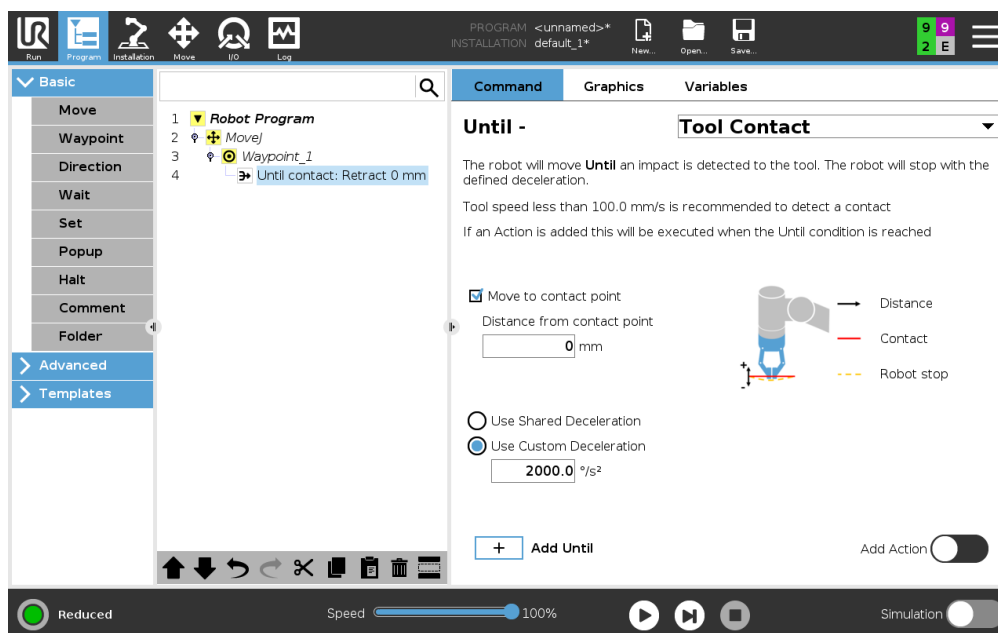 UR
PROGRAM <unnamed>*
INSTALLATION default_1*
Run Program Installation Move I/O Log New... Open... Save...
9 9
2 E
Basic
Move
Waypoint
Direction
Wait
Set
Popup
Halt
Comment
Folder
Advanced
Templates
1 Robot Program
2 MoveJ
3 Waypoint_1
4 Until contact: Retract 0 mm
Command Graphics Variables
Until - Tool Contact
The robot will move Until an impact is detected to the tool. The robot will stop with the
defined deceleration.
Tool speed less than 100.0 mm/s is recommended to detect a contact
If an Action is added this will be executed when the Until condition is reached
Move to contact point
Distance from contact point
0 mm
+
-
Distance
Contact
Robot stop
Use Shared Deceleration
Use Custom Deceleration
2000.0 °/s²
+ Add Until
Add Action
Reduced
Speed 100%
Simulation